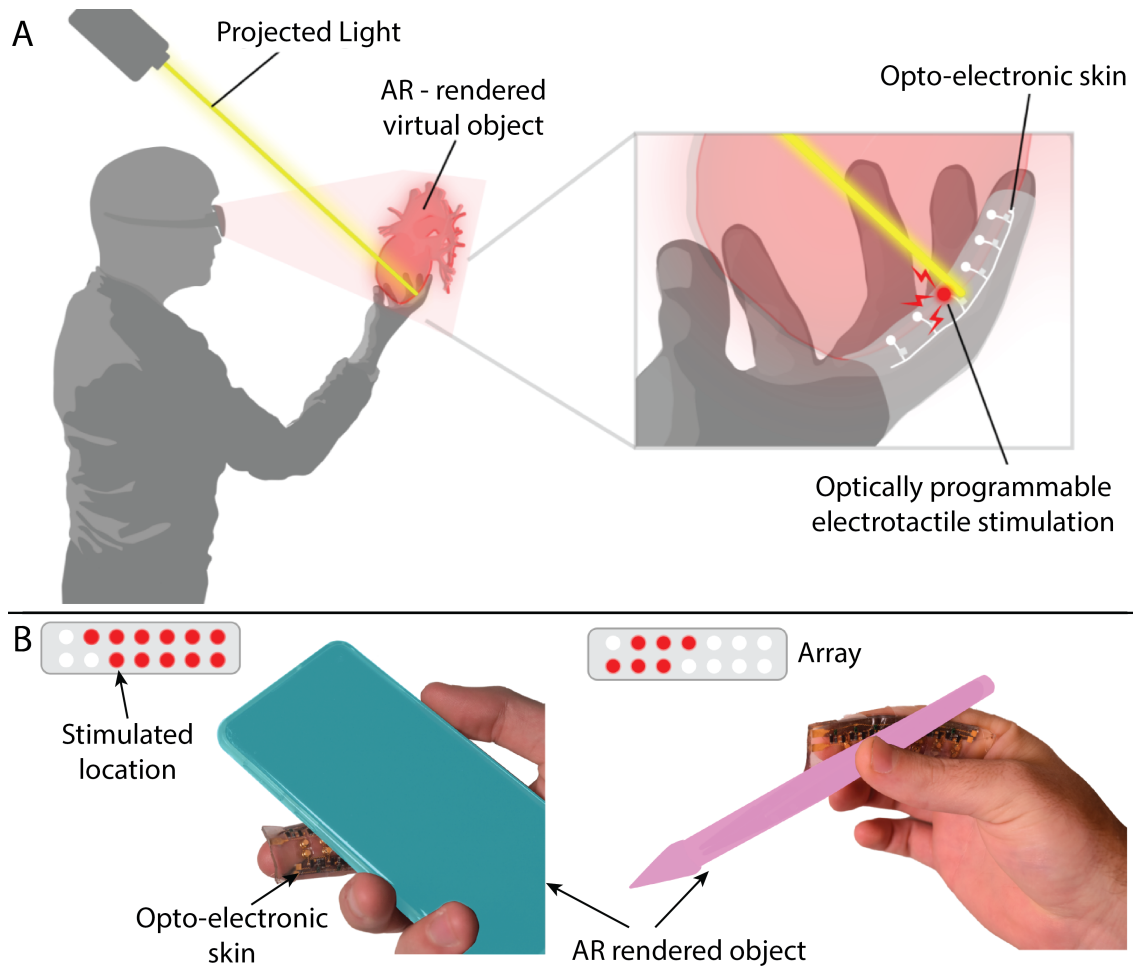 A
Projected Light
AR - rendered
virtual object
Opto-electronic skin
Optically programmable
electrotactile stimulation
B
Array
Stimulated
location
Opto-electronic
skin
AR rendered object